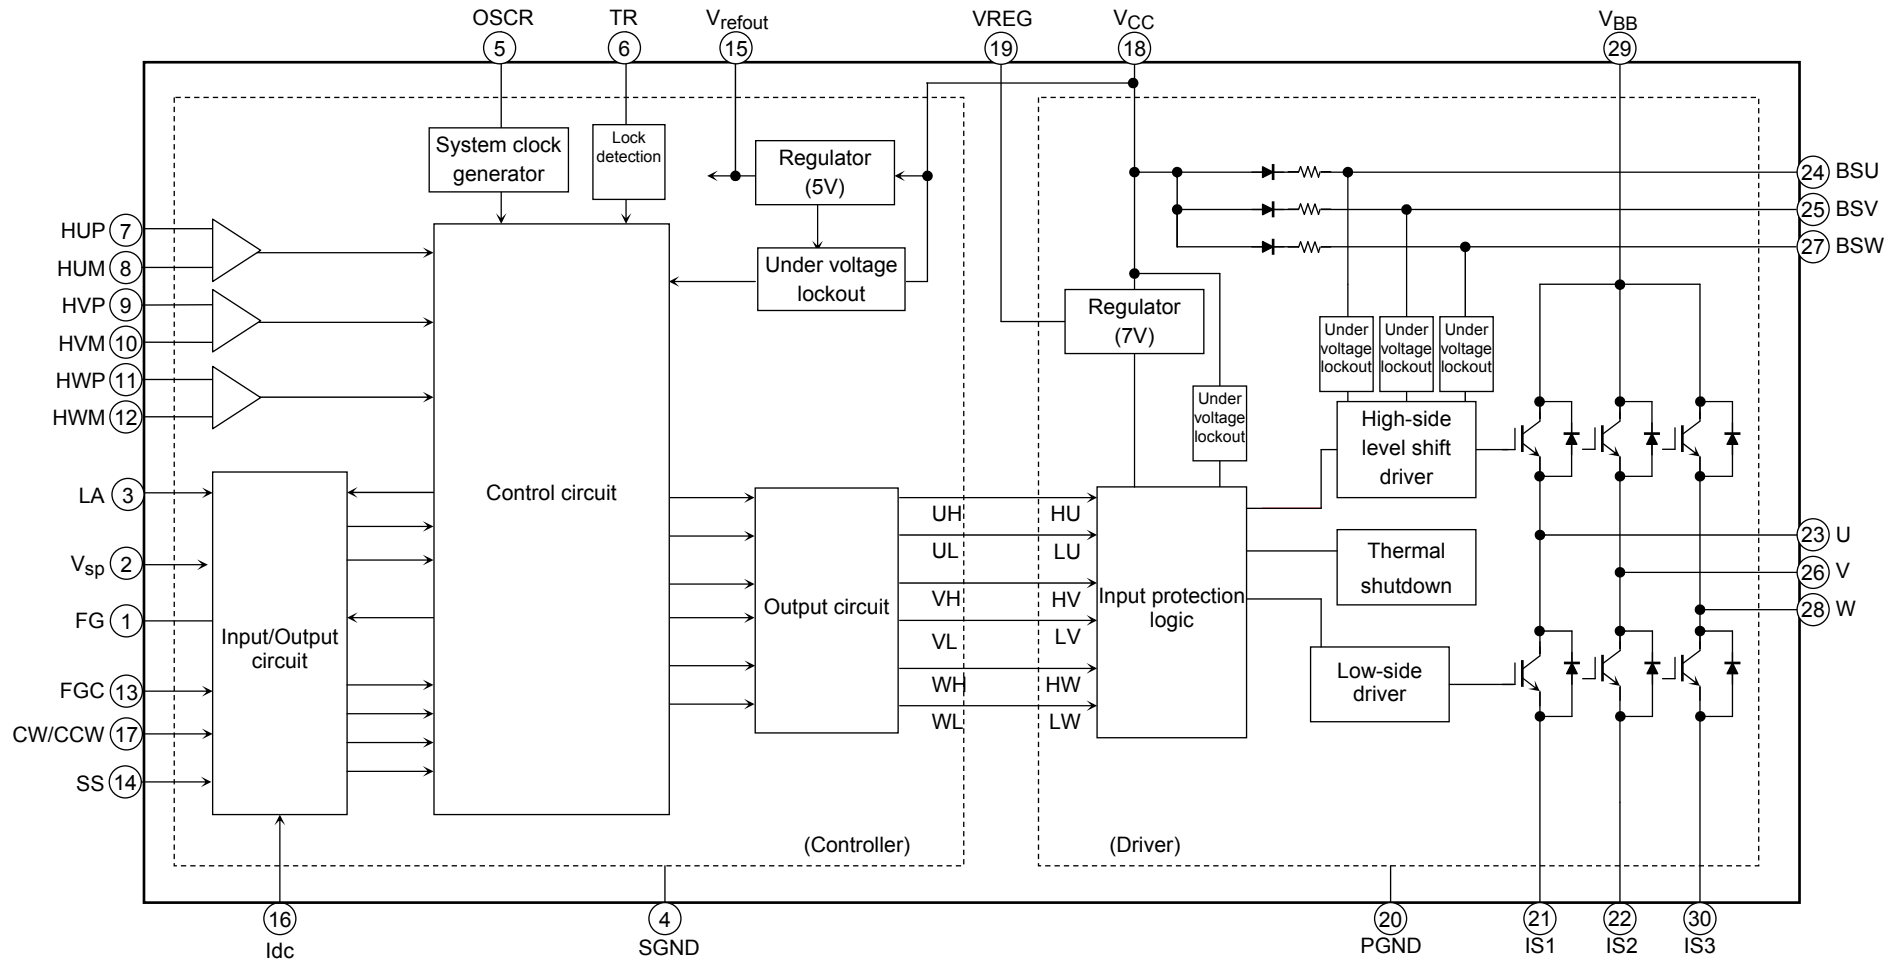 OSCR
TR
Vrefout
VREG
VCC
VBB
5
6
15
19
18
29
System clock
generator
Lock
detection
Regulator
(5V)
Under voltage
lockout
24 BSU
25 BSV
27 BSW
HUP 7
HUM 8
HVP 9
HVM 10
HWP 11
HWM 12
Regulator
(7V)
Under
voltage
lockout
Under
voltage
lockout
Under
voltage
lockout
Under
voltage
lockout
High-side
level shift
driver
LA 3
Vsp 2
FG 1
FGC 13
CW/CCW 17
SS 14
Input/Output
circuit
Control circuit
Output circuit
UH
UL
VH
VL
WH
WL
HU
LU
HV
LV
HW
LW
Input protection
logic
Thermal
shutdown
Low-side
driver
23 U
26 V
28 W
(Controller)
(Driver)
16
Idc
4
SGND
20
PGND
21
IS1
22
IS2
30
IS3